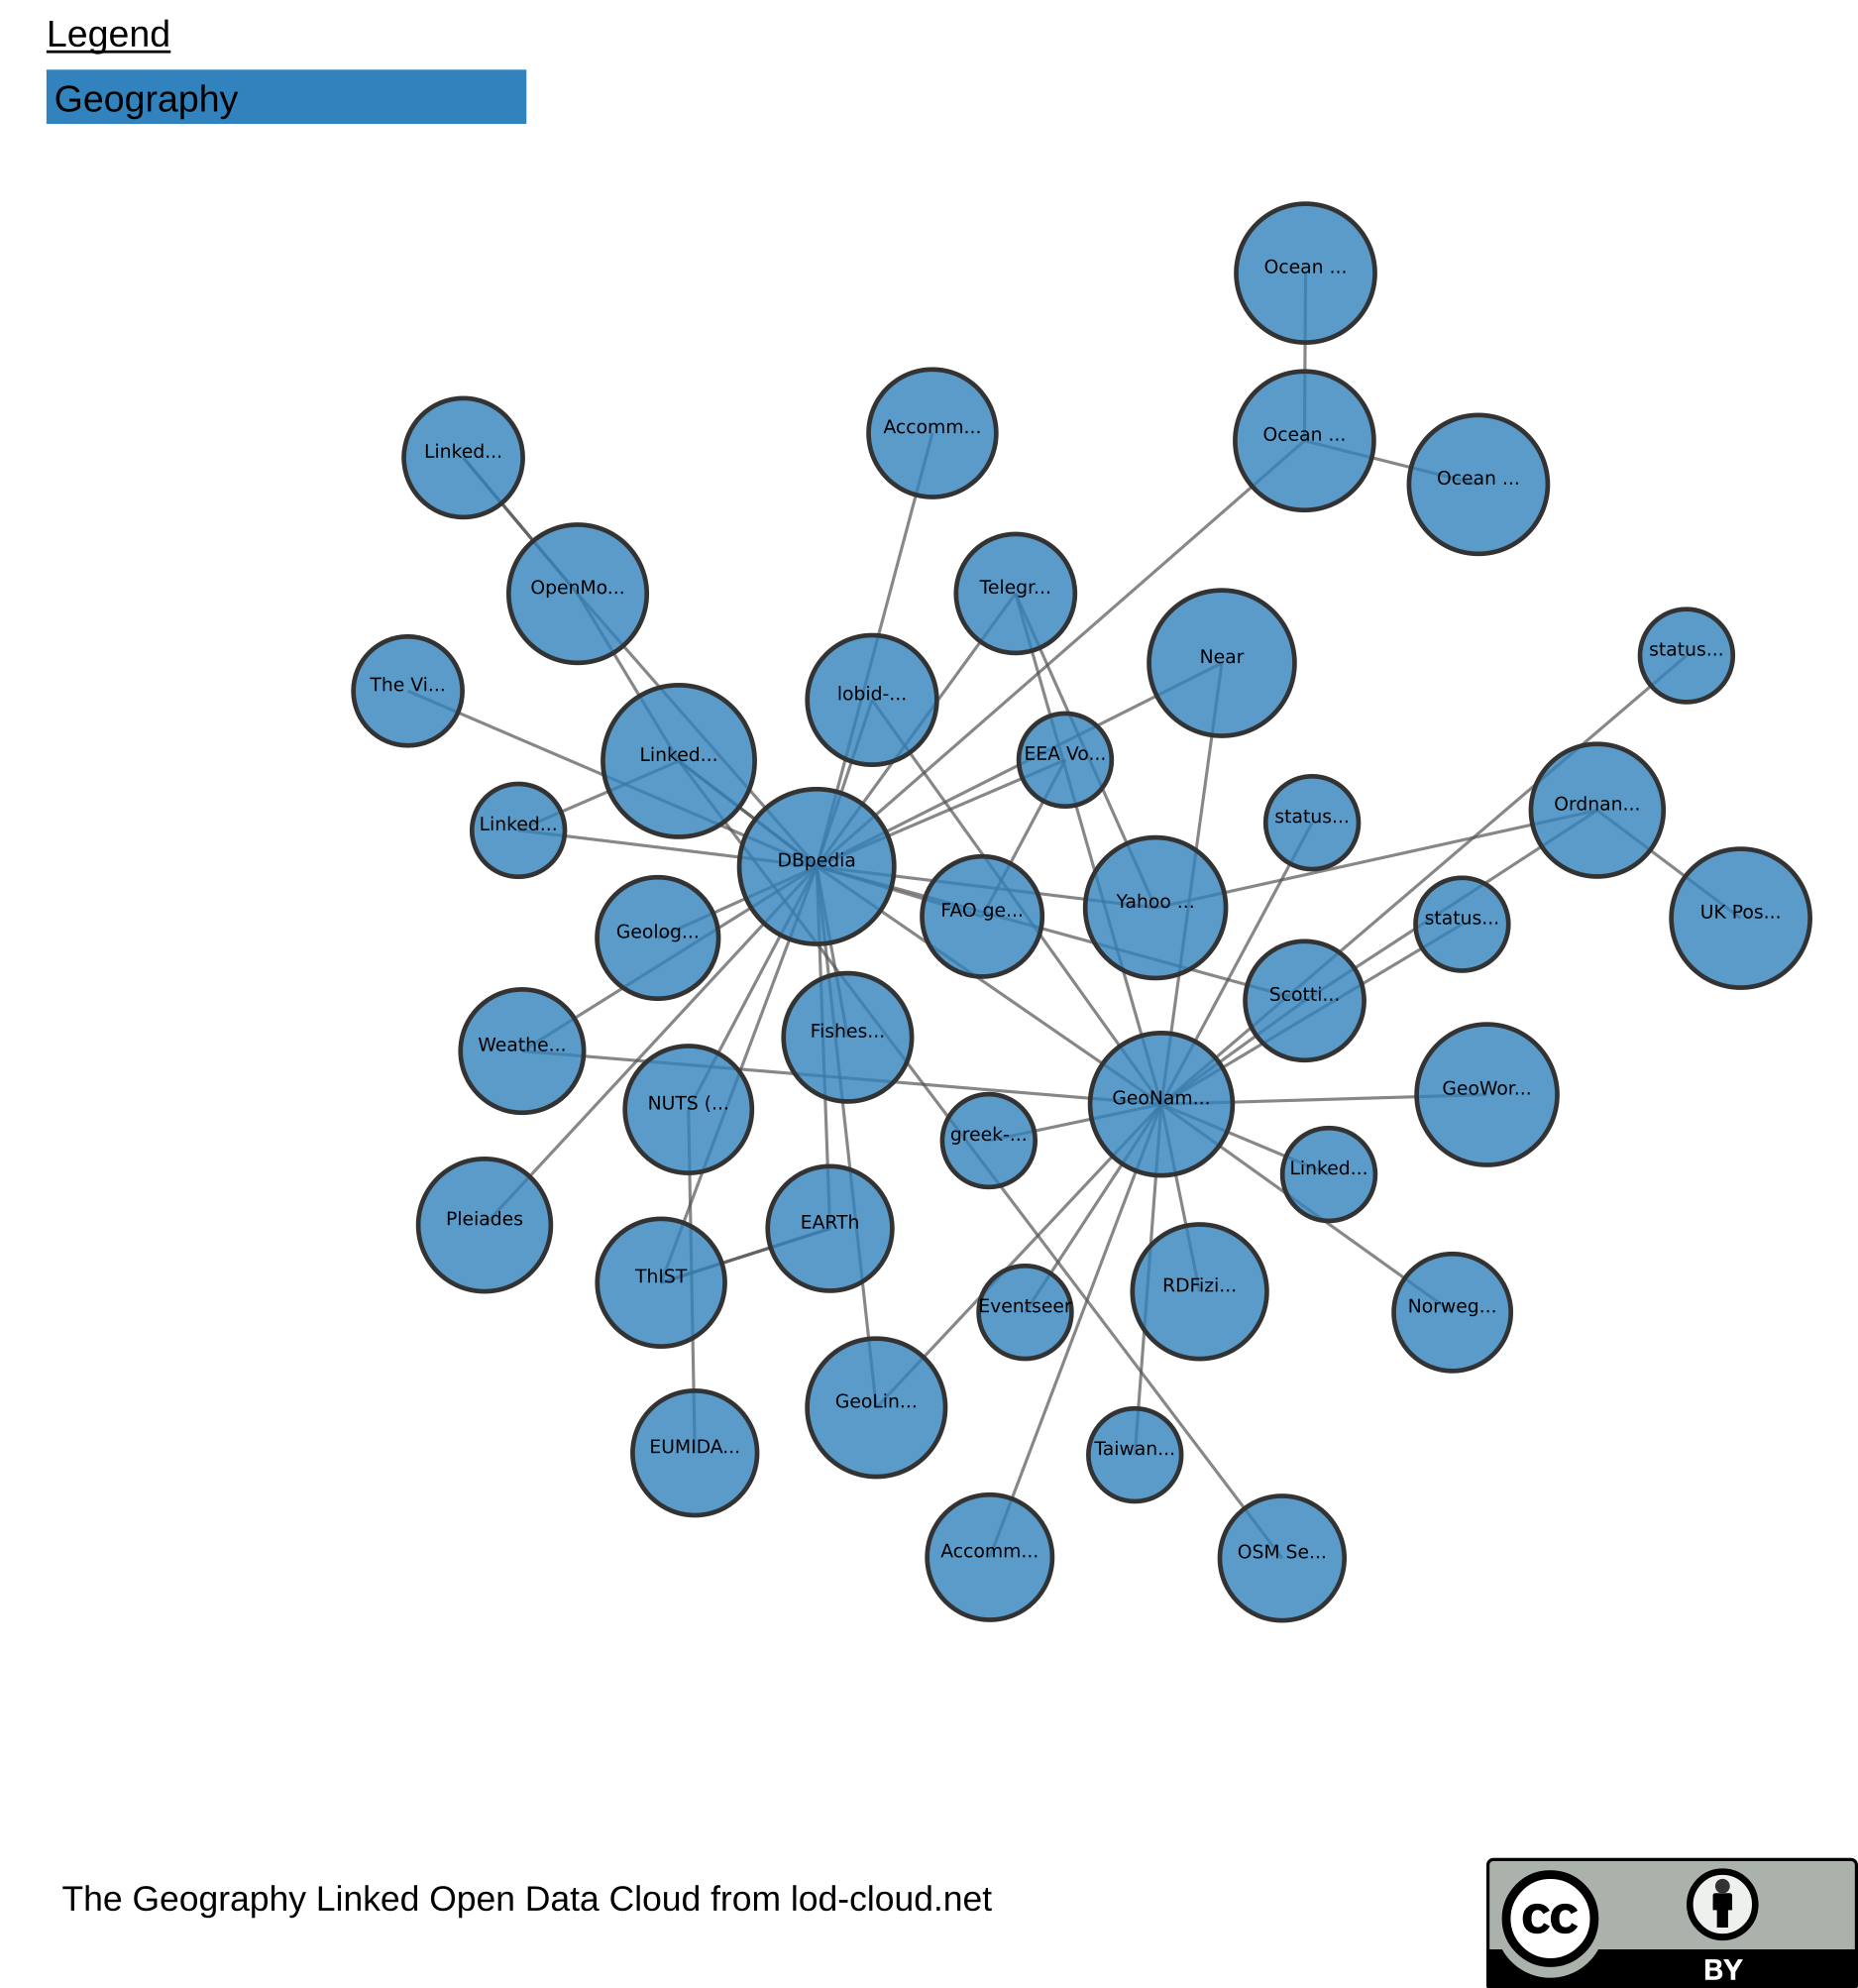 Legend
Geography
Ocean ...
Accomm...
Ocean ...
Linked...
Ocean ...
OpenMo...
Telegr...
status...
Near
The Vi...
lobid-...
Linked...
EEA Vo...
Ordnan...
status...
Linked...
DBpedia
Yahoo ...
FAO ge...
UK Pos...
status...
Geolog...
Scotti...
Fishes...
Weathe...
GeoWor...
GeoNam...
NUTS (...
greek-...
Linked...
Pleiades
EARTh
ThIST
RDFizi...
Eventseer
Norweg...
GeoLin...
EUMIDA...
Taiwan...
Accomm...
OSM Se...
The Geography Linked Open Data Cloud from lod-cloud.net
cc
BY